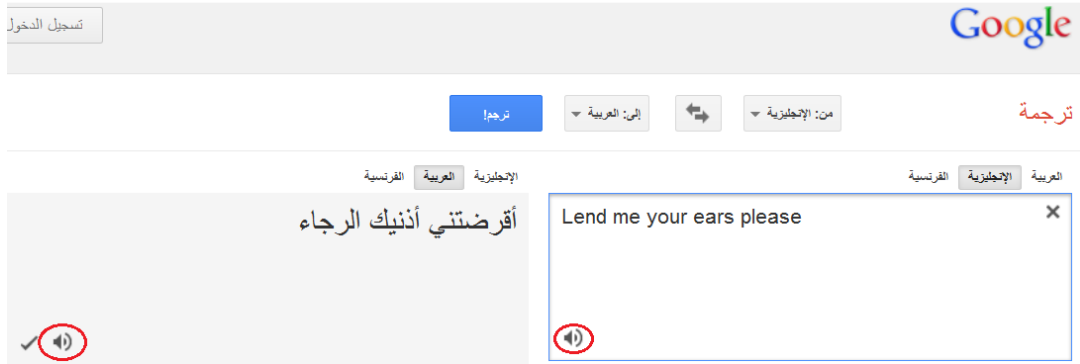 Google
تسجيل الدخول
ترجمة
من: الإنجليزية
إلى: العربية
ترجم!
العربية الإنجليزية الفرنسية
Lend me your ears please
الإنجليزية العربية الفرنسية
أقرضتني أذنيك الرجاء